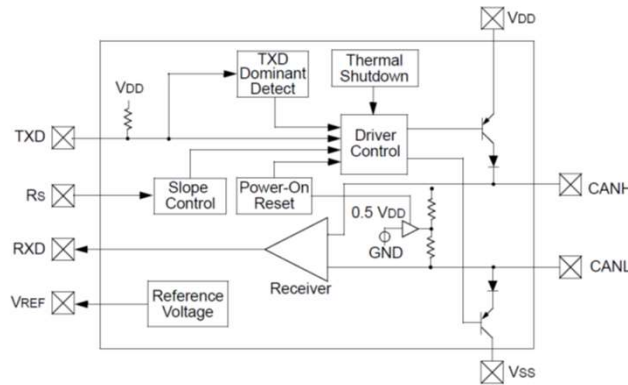 VDD
TXD
Dominant
Detect
Thermal
Shutdown
VDD
TXD
Driver
Control
RS
Slope
Control
Power-On
Reset
0.5 VDD
GND
CANH
RXD
Receiver
CANL
VREF
Reference
Voltage
VSS